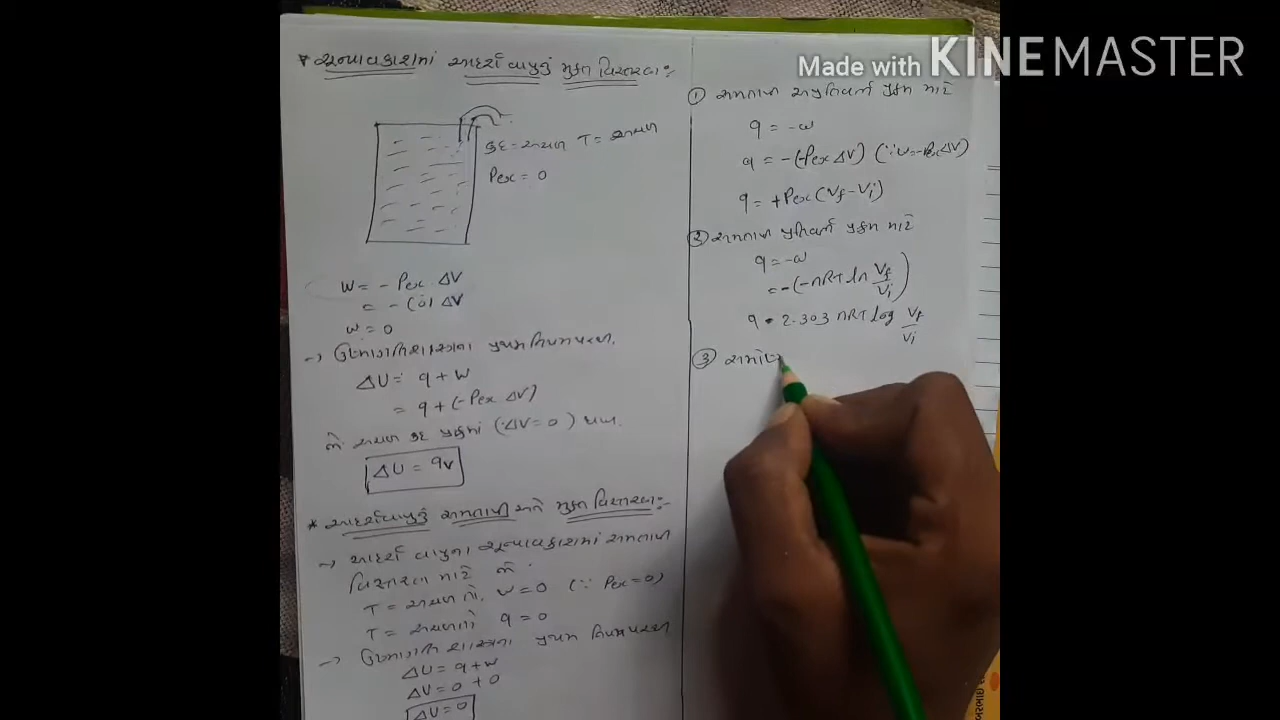 Made with KINEMASTER
* શૂન્યાવકાશમાં આદર્શવાયુનું મુક્ત વિસ્તરણ:-
કદ = અચળ T = અચળ
Pex = 0
W = - Pex · ΔV
= - (0) ΔV
w = 0
→ ઉષ્માગતિશાસ્ત્રના પ્રથમ નિયમ પરથી,
ΔU = q + W
= q + (-Pex ΔV)
જો અચળ કદે પ્રક્રમમાં (∴ΔV = 0) થાય.
ΔU = qv
* આદર્શવાયુનું સમતાપી અને મુક્ત વિસ્તરણ:-
→ આદર્શ વાયુના શૂન્યાવકાશમાં સમતાપી
વિસ્તરણ માટે જો
T = અચળ તો, w = 0 (∵ Pex = 0)
T = અચળ તો q = 0
→ ઉષ્માગતિ શાસ્ત્રના પ્રથમ નિયમ પરથી
ΔU = q + w
ΔU = 0 + 0
ΔU = 0
① સમતાપી અપ્રતિવર્તી પ્રક્રમ માટે
q = -w
q = -(-Pex ΔV) (∵ w = -Pex ΔV)
q = +Pex (Vf - Vi)
② સમતાપી પ્રતિવર્તી પ્રક્રમ માટે
q = -w
= -(-nRT ln Vf/Vi)
q = 2.303 nRT log Vf/Vi
③